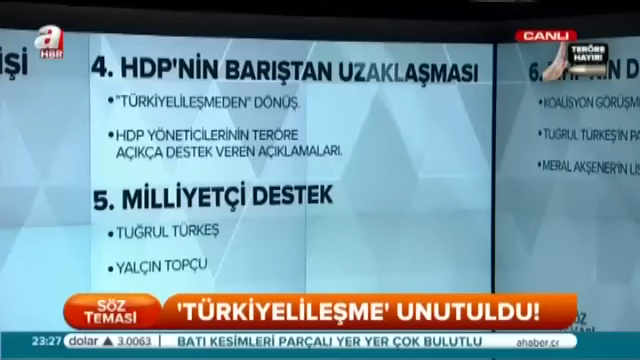 a
HBR
CANLI
TERÖRE
HAYIR!
4. HDP'NİN BARIŞTAN UZAKLAŞMASI
•"TÜRKİYELİLEŞMEDEN" DÖNÜŞ.
•HDP YÖNETİCİLERİNİN TERÖRE
AÇIKÇA DESTEK VEREN AÇIKLAMALARI.
5. MİLLİYETÇİ DESTEK
•TUĞRUL TÜRKEŞ
•YALÇIN TOPÇU
•KOALİSYON GÖRÜŞM
•TUĞRUL TÜRKEŞ'İN PA
•MERAL AKŞENER'İN LİS
SÖZ
TEMASI
'TÜRKİYELİLEŞME' UNUTULDU!
23:27 dolar ▲ 3.0063 BATI KESİMLERİ PARÇALI YER YER ÇOK BULUTLU ahaber.c